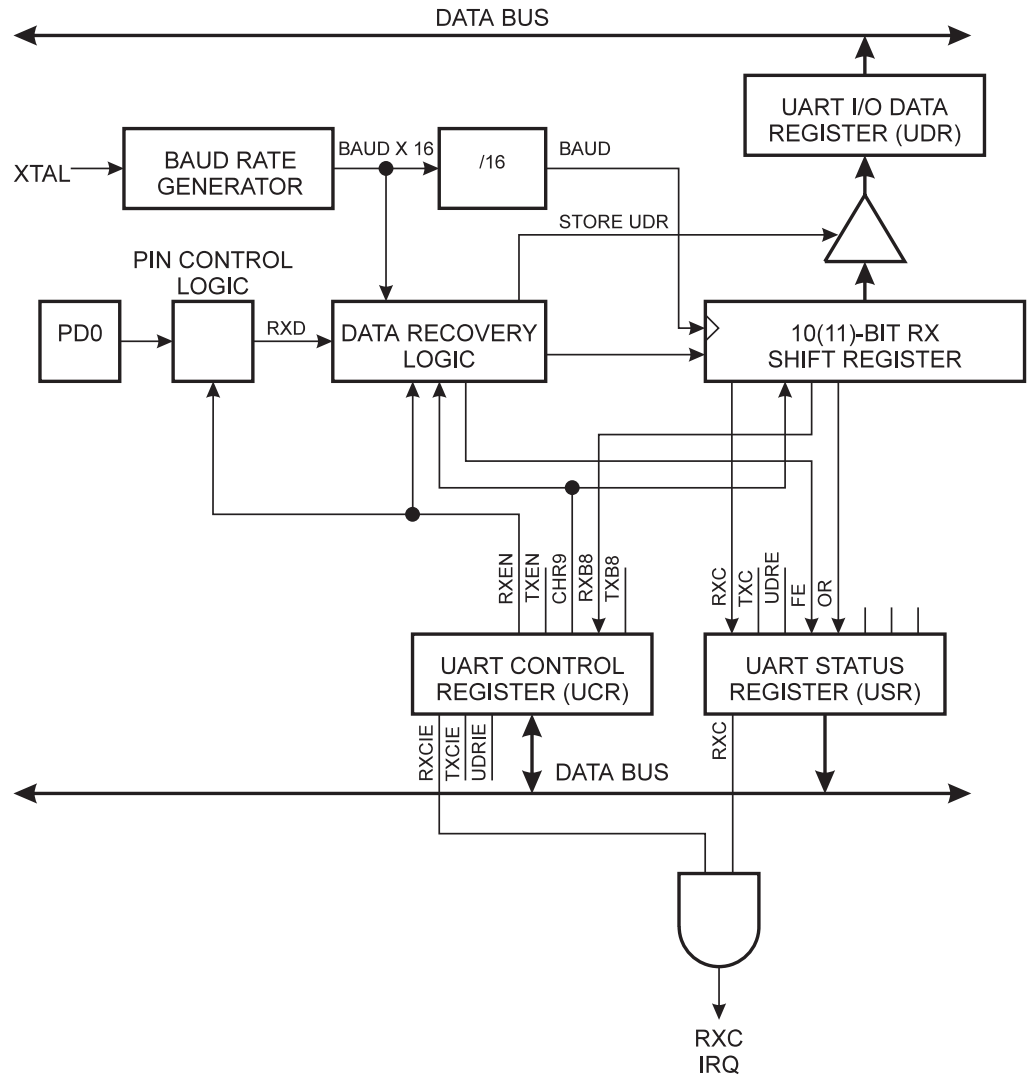 DATA BUS
UART I/O DATA
REGISTER (UDR)
XTAL
BAUD RATE
GENERATOR
BAUD X 16
/16
BAUD
STORE UDR
PIN CONTROL
LOGIC
PD0
RXD
DATA RECOVERY
LOGIC
10(11)-BIT RX
SHIFT REGISTER
RXEN
TXEN
CHR9
RXB8
TXB8
RXC
TXC
UDRE
FE
OR
UART CONTROL
REGISTER (UCR)
UART STATUS
REGISTER (USR)
RXCIE
TXCIE
UDRIE
RXC
DATA BUS
RXC
IRQ